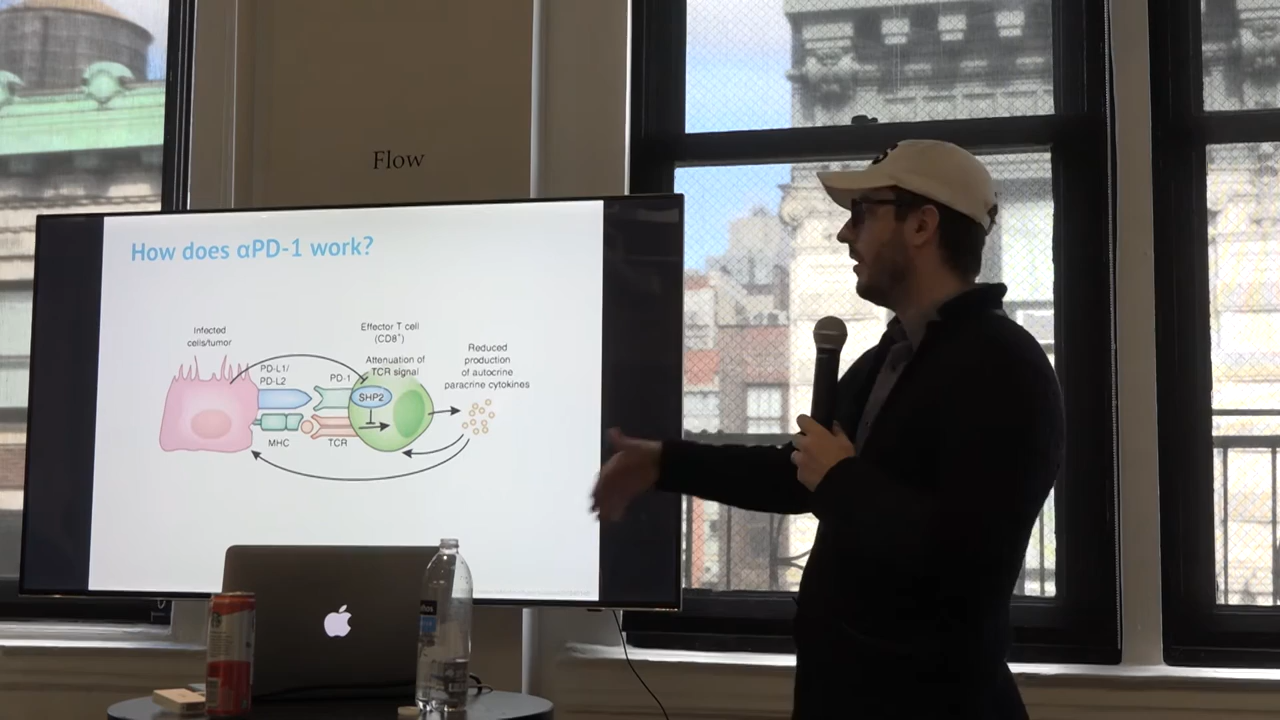 Flow
How does αPD-1 work?
Infected
cells/tumor
PD-L1/
PD-L2
MHC
PD-1
TCR
Effector T cell
(CD8⁺)
Attenuation of
TCR signal
SHP2
Reduced
production
of autocrine
paracrine cytokines